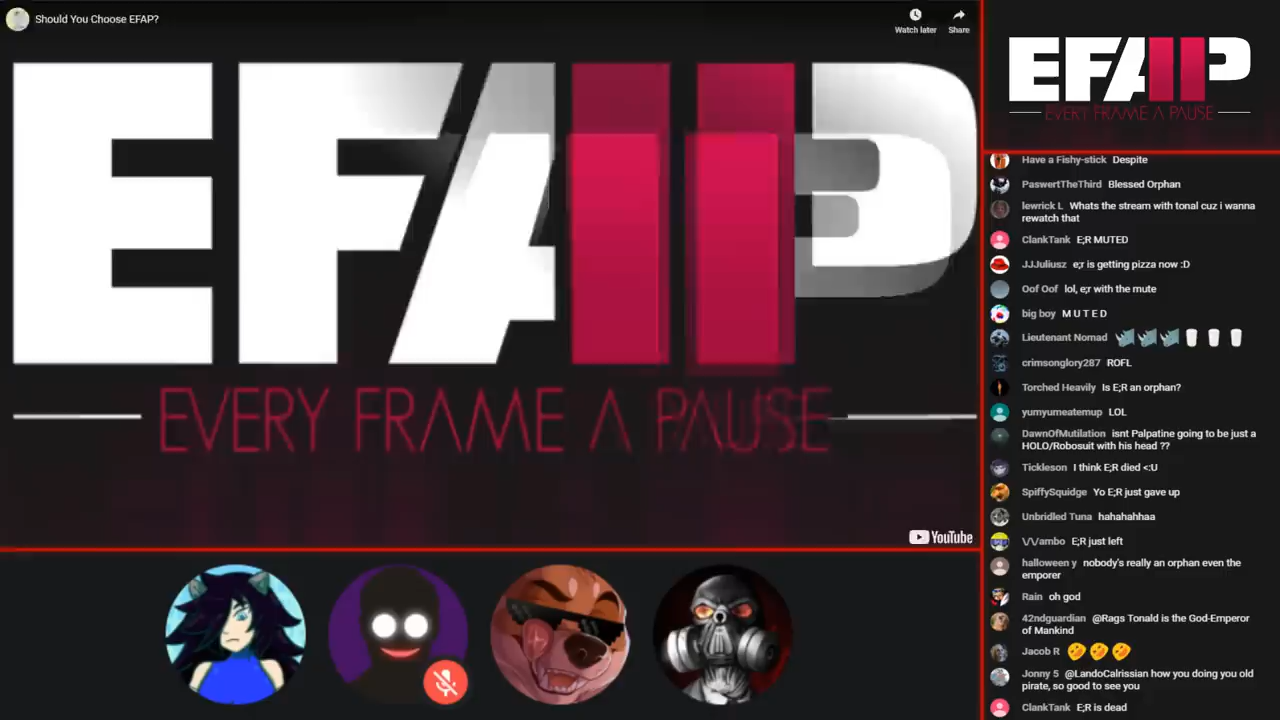 Should You Choose EFAP?
Watch later
Share
EFAP
EVERY FRAME A PAUSE
YouTube
EFAP
EVERY FRAME A PAUSE
Have a Fishy-stick Despite
PaswertTheThird Blessed Orphan
lewrick L Whats the stream with tonal cuz i wanna
rewatch that
ClankTank E;R MUTED
JJJuliusz e;r is getting pizza now :D
Oof Oof lol, e;r with the mute
big boy M U T E D
Lieutenant Nomad
crimsonglory287 ROFL
Torched Heavily Is E;R an orphan?
yumyumeatemup LOL
DawnOfMutilation isnt Palpatine going to be just a
HOLO/Robosuit with his head ??
Tickleson I think E;R died <:U
SpiffySquidge Yo E;R just gave up
Unbridled Tuna hahahahhaa
\/\/ambo E;R just left
halloween y nobody's really an orphan even the
emporer
Rain oh god
42ndguardian @Rags Tonald is the God-Emperor
of Mankind
Jacob R
Jonny 5 @LandoCalrissian how you doing you old
pirate, so good to see you
ClankTank E;R is dead